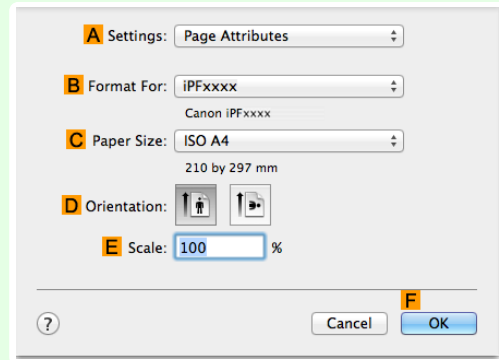 A Settings: Page Attributes
B Format For: iPFxxxx
Canon iPFxxxx
C Paper Size: ISO A4
210 by 297 mm
D Orientation:
E Scale: 100 %
F
? Cancel OK